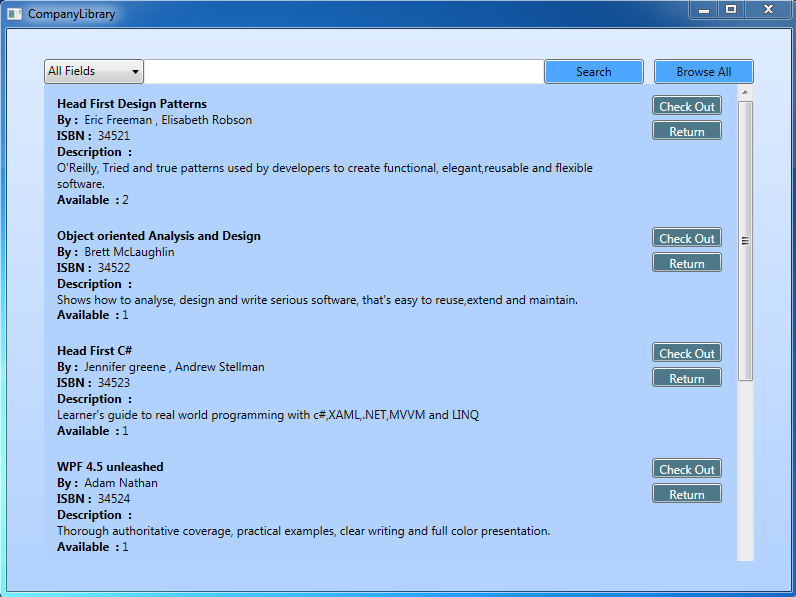 CompanyLibrary
All Fields Search Browse All
Head First Design Patterns Check Out
By : Eric Freeman , Elisabeth Robson
ISBN : 34521 Return
Description :
O'Reilly, Tried and true patterns used by developers to create functional, elegant,reusable and flexible
software.
Available : 2
Object oriented Analysis and Design Check Out
By : Brett McLaughlin
ISBN : 34522 Return
Description :
Shows how to analyse, design and write serious software, that's easy to reuse,extend and maintain.
Available : 1
Head First C# Check Out
By : Jennifer greene , Andrew Stellman
ISBN : 34523 Return
Description :
Learner's guide to real world programming with c#,XAML,.NET,MVVM and LINQ
Available : 1
WPF 4.5 unleashed Check Out
By : Adam Nathan
ISBN : 34524 Return
Description :
Thorough authoritative coverage, practical examples, clear writing and full color presentation.
Available : 1